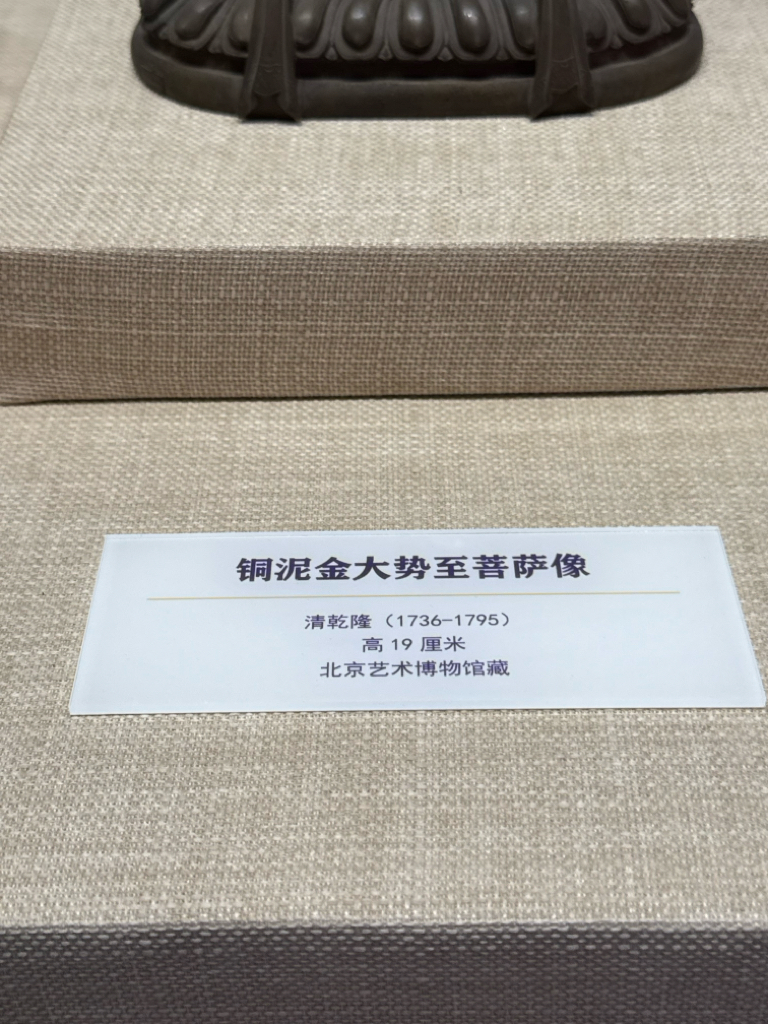 铜泥金大势至菩萨像
清乾隆（1736-1795）
高 19 厘米
北京艺术博物馆藏